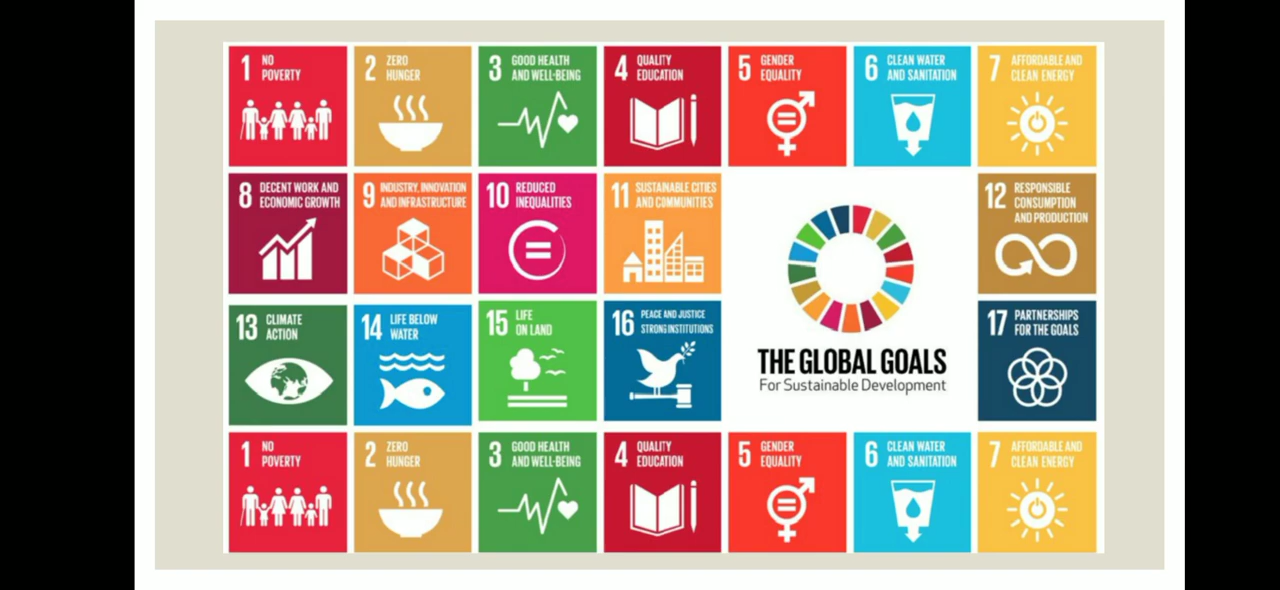 1 NO
POVERTY
2 ZERO
HUNGER
3 GOOD HEALTH
AND WELL-BEING
4 QUALITY
EDUCATION
5 GENDER
EQUALITY
6 CLEAN WATER
AND SANITATION
7 AFFORDABLE AND
CLEAN ENERGY
8 DECENT WORK AND
ECONOMIC GROWTH
9 INDUSTRY, INNOVATION
AND INFRASTRUCTURE
10 REDUCED
INEQUALITIES
11 SUSTAINABLE CITIES
AND COMMUNITIES
12 RESPONSIBLE
CONSUMPTION
AND PRODUCTION
13 CLIMATE
ACTION
14 LIFE BELOW
WATER
15 LIFE
ON LAND
16 PEACE AND JUSTICE
STRONG INSTITUTIONS
THE GLOBAL GOALS
For Sustainable Development
17 PARTNERSHIPS
FOR THE GOALS
1 NO
POVERTY
2 ZERO
HUNGER
3 GOOD HEALTH
AND WELL-BEING
4 QUALITY
EDUCATION
5 GENDER
EQUALITY
6 CLEAN WATER
AND SANITATION
7 AFFORDABLE AND
CLEAN ENERGY